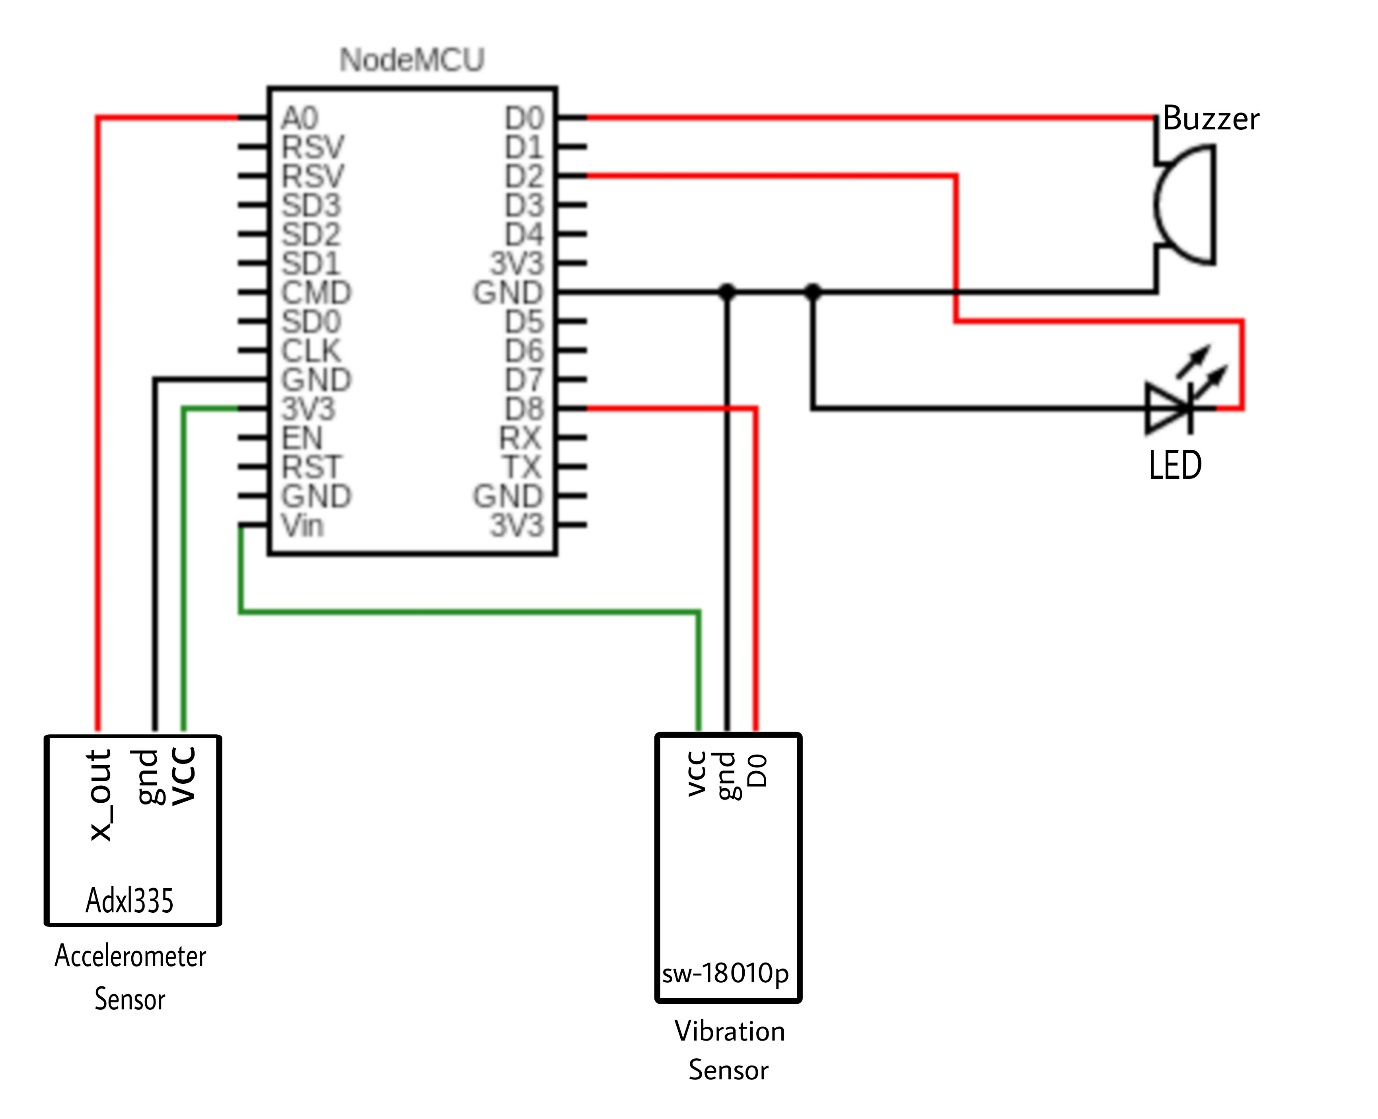 NodeMCU
A0 D0
RSV D1
RSV D2
SD3 D3
SD2 D4
SD1 3V3
CMD GND
SD0 D5
CLK D6
GND D7
3V3 D8
EN RX
RST TX
GND GND
Vin 3V3
Buzzer
LED
x_out
gnd
vcc
Adxl335
Accelerometer
Sensor
vcc
gnd
D0
sw-18010p
Vibration
Sensor